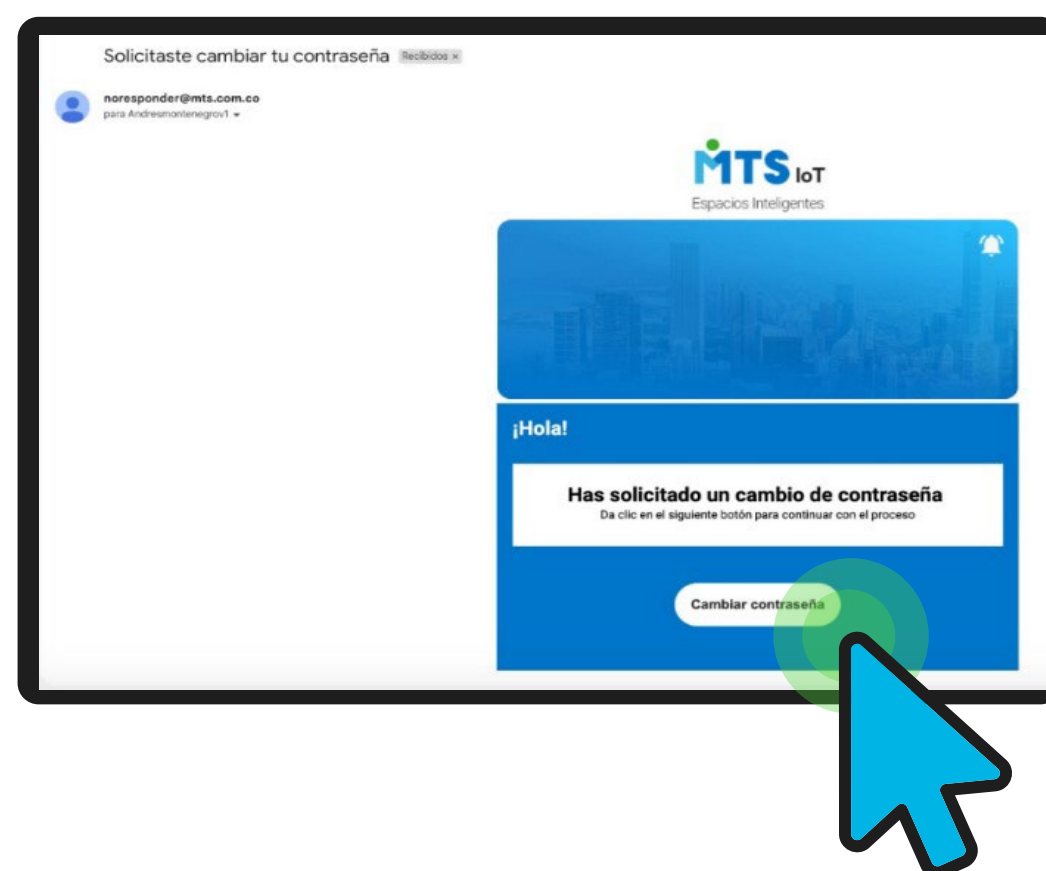 Solicitaste cambiar tu contraseña Recibidos ×
noresponder@mts.com.co
para Andresmontenegrov1
MTS IoT
Espacios Inteligentes
¡Hola!
Has solicitado un cambio de contraseña
Da clic en el siguiente botón para continuar con el proceso
Cambiar contraseña